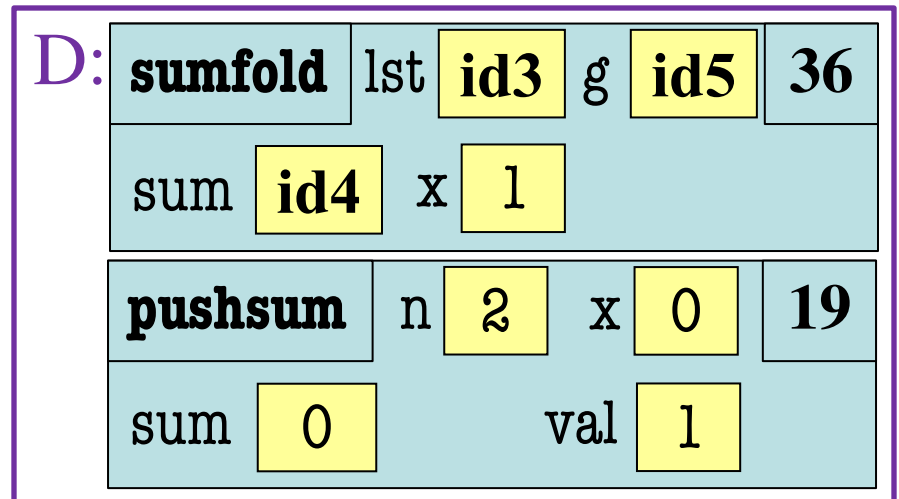 D: sumfold lst id3 g id5 36
sum id4 x 1
pushsum n 2 x 0 19
sum 0 val 1